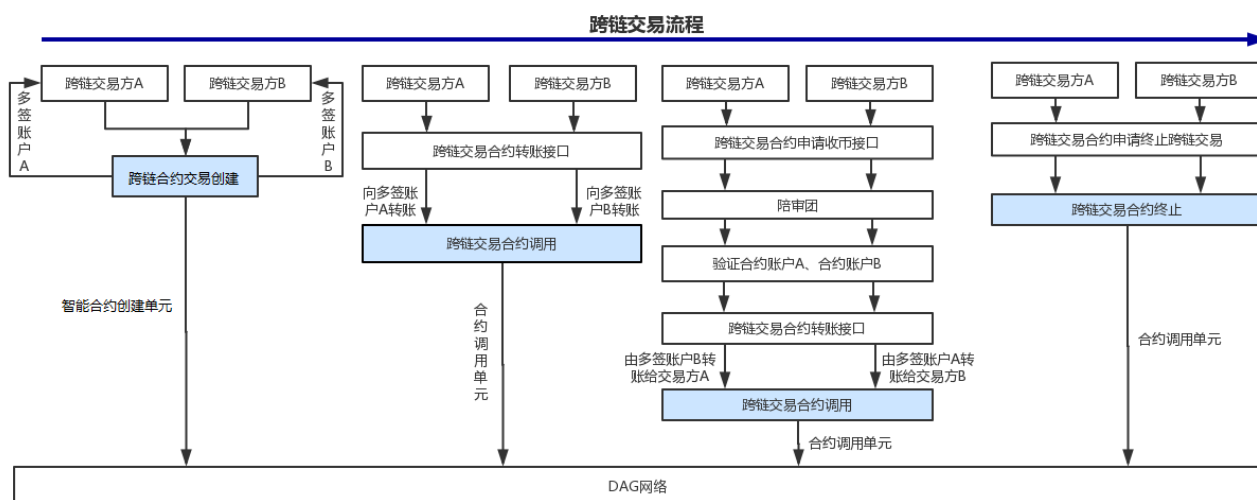 跨链交易流程
跨链交易方A
跨链交易方B
多签账户A
多签账户B
跨链合约交易创建
智能合约创建单元
跨链交易方A
跨链交易方B
跨链交易合约转账接口
向多签账
户A转账
向多签账
户B转账
跨链交易合约调用
合约调用单元
跨链交易方A
跨链交易方B
跨链交易合约申请收币接口
陪审团
验证合约账户A、合约账户B
跨链交易合约转账接口
由多签账户B转
账给交易方A
由多签账户A转
账给交易方B
跨链交易合约调用
合约调用单元
跨链交易方A
跨链交易方B
跨链交易合约申请终止跨链交易
跨链交易合约终止
合约调用单元
DAG网络